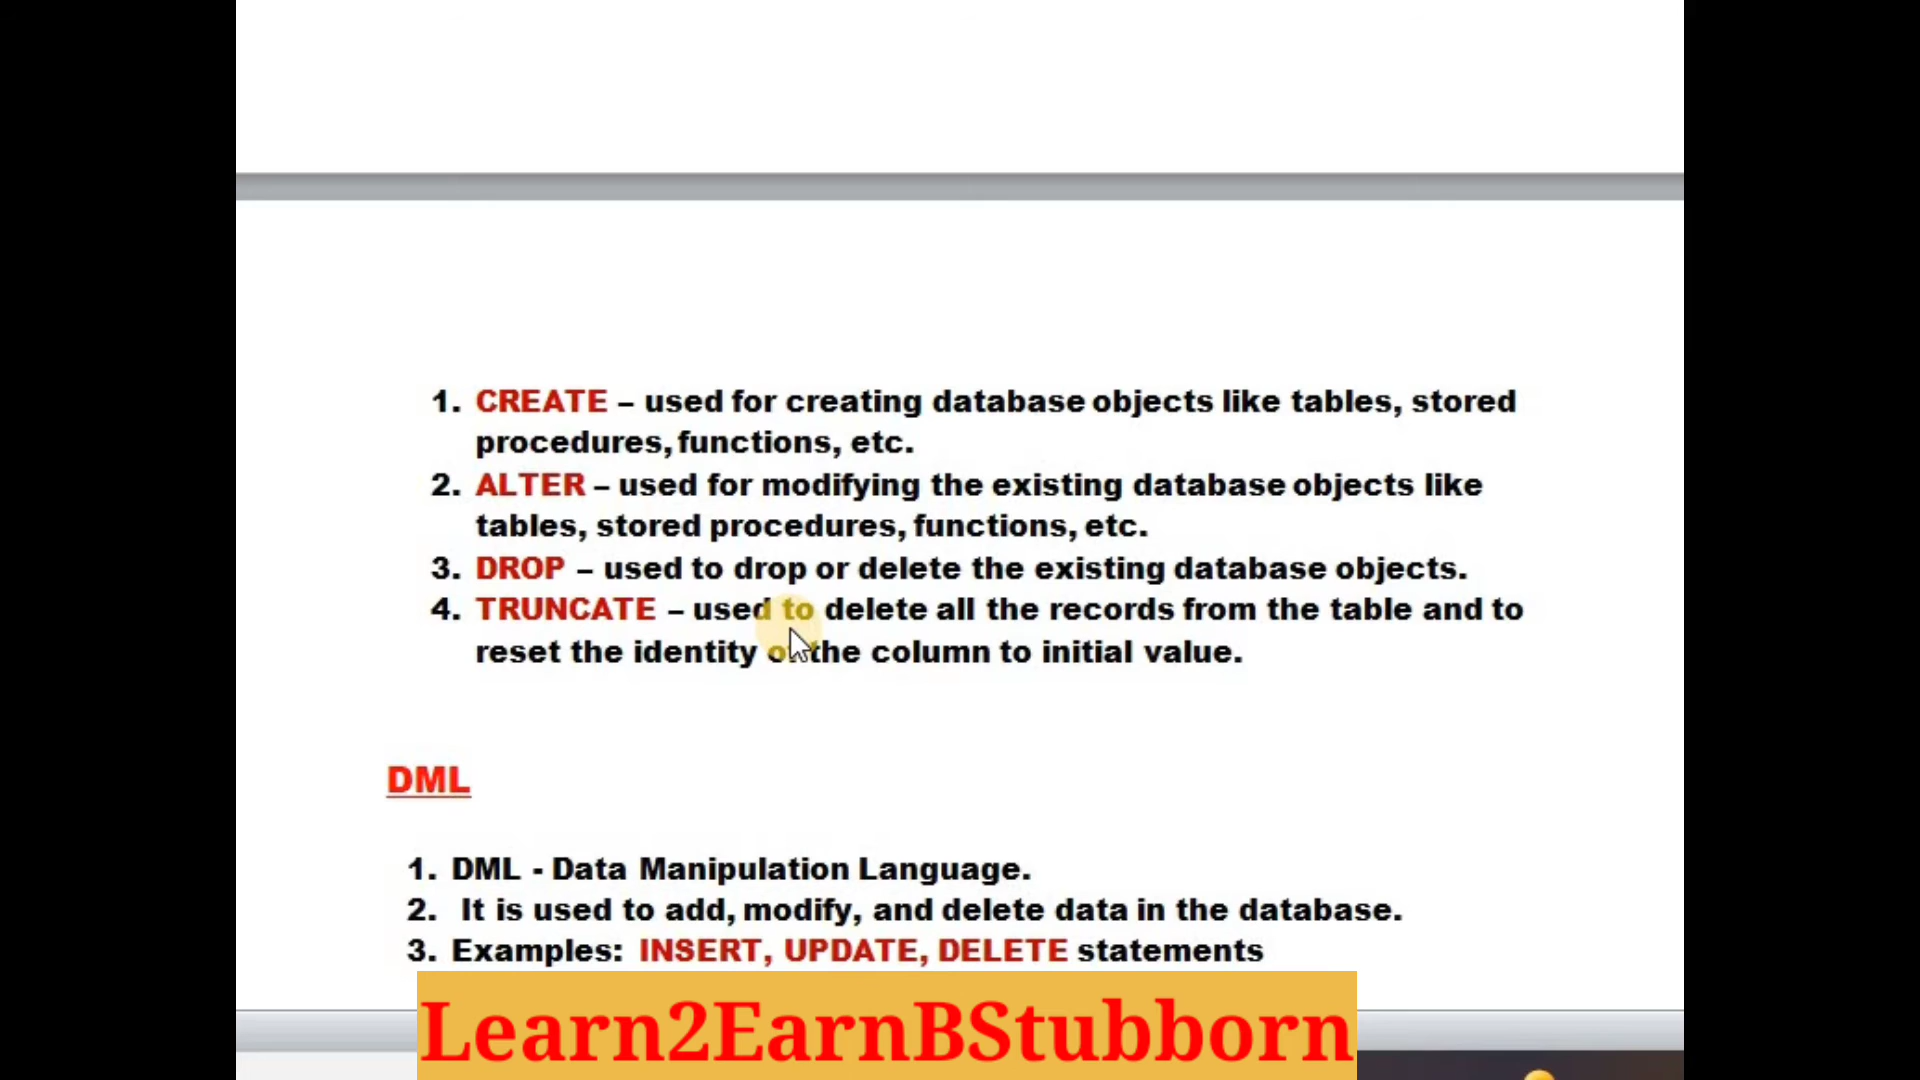 1. CREATE – used for creating database objects like tables, stored
procedures, functions, etc.
2. ALTER – used for modifying the existing database objects like
tables, stored procedures, functions, etc.
3. DROP – used to drop or delete the existing database objects.
4. TRUNCATE – used to delete all the records from the table and to
reset the identity of the column to initial value.
DML
1. DML - Data Manipulation Language.
2. It is used to add, modify, and delete data in the database.
3. Examples: INSERT, UPDATE, DELETE statements
Learn2EarnBStubborn